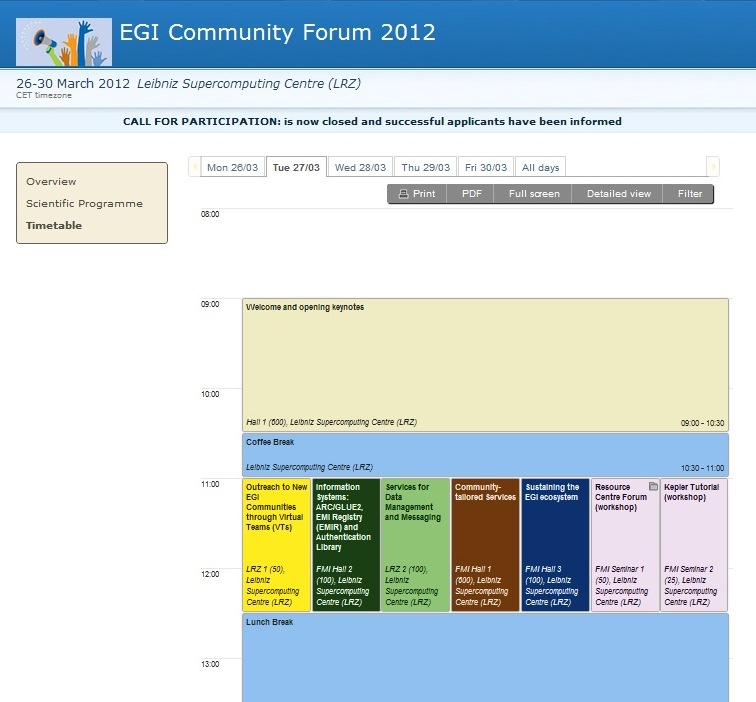 EGI Community Forum 2012
26-30 March 2012 Leibniz Supercomputing Centre (LRZ)
CET timezone
CALL FOR PARTICIPATION: is now closed and successful applicants have been informed
Overview
Scientific Programme
Timetable
Mon 26/03 Tue 27/03 Wed 28/03 Thu 29/03 Fri 30/03 All days
Print PDF Full screen Detailed view Filter
08:00
09:00
Welcome and opening keynotes
10:00
Hall 1 (600), Leibniz Supercomputing Centre (LRZ) 09:00 - 10:30
Coffee Break
Leibniz Supercomputing Centre (LRZ) 10:30 - 11:00
11:00
Outreach to New
EGI
Communities
through Virtual
Teams (VTs)
LRZ 1 (50),
Leibniz
Supercomputing
Centre (LRZ)
Information
Systems:
ARC/GLUE2,
EMI Registry
(EMIR) and
Authentication
Library
FMI Hall 2
(100), Leibniz
Supercomputing
Centre (LRZ)
Services for
Data
Management
and Messaging
LRZ 2 (100),
Leibniz
Supercomputing
Centre (LRZ)
Community-
tailored Services
FMI Hall 1
(600), Leibniz
Supercomputing
Centre (LRZ)
Sustaining the
EGI ecosystem
FMI Hall 3
(100), Leibniz
Supercomputing
Centre (LRZ)
Resource
Centre Forum
(workshop)
FMI Seminar 1
(50), Leibniz
Supercomputing
Centre (LRZ)
Kepler Tutorial
(workshop)
FMI Seminar 2
(25), Leibniz
Supercomputing
Centre (LRZ)
12:00
Lunch Break
13:00